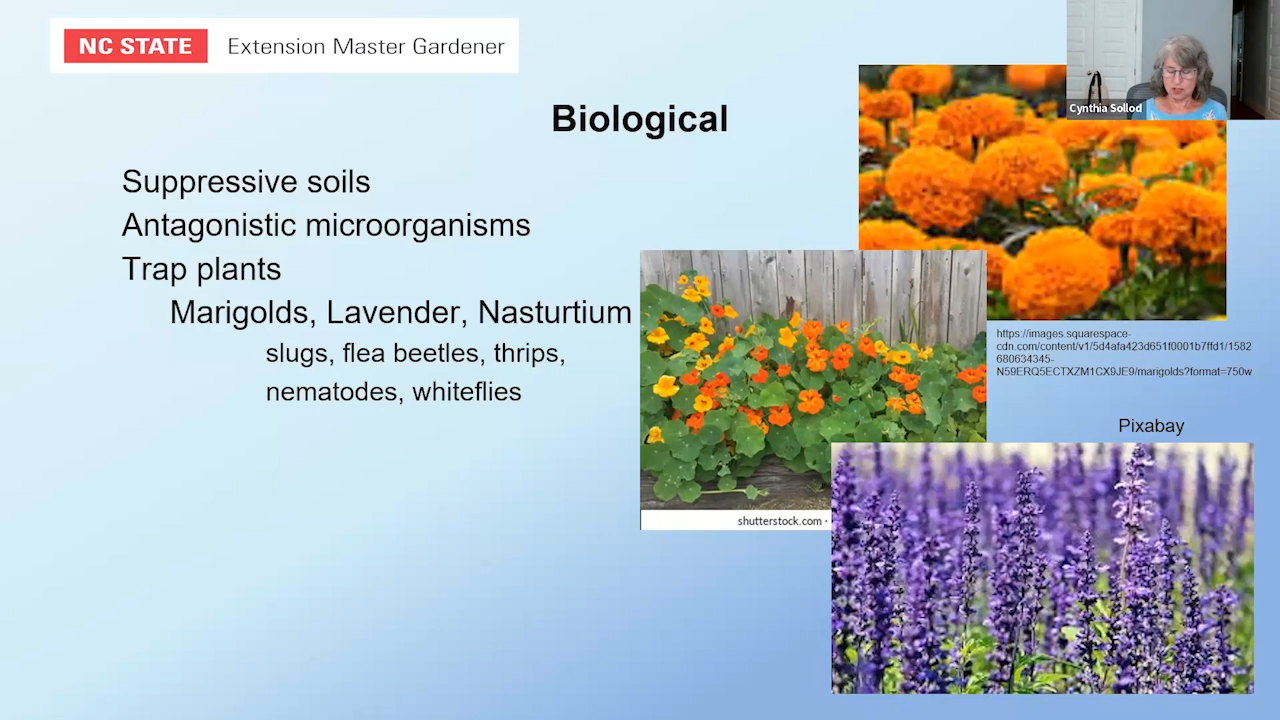 NC STATE Extension Master Gardener
Cynthia Sollod
Biological
Suppressive soils
Antagonistic microorganisms
Trap plants
Marigolds, Lavender, Nasturtium
slugs, flea beetles, thrips,
nematodes, whiteflies
https://images.squarespace-
cdn.com/content/v1/5d4afa423d651f0001b7ffd1/1582
680634345-
N59ERQ5ECTXZM1CX9JE9/marigolds?format=750w
Pixabay
shutterstock.com ·